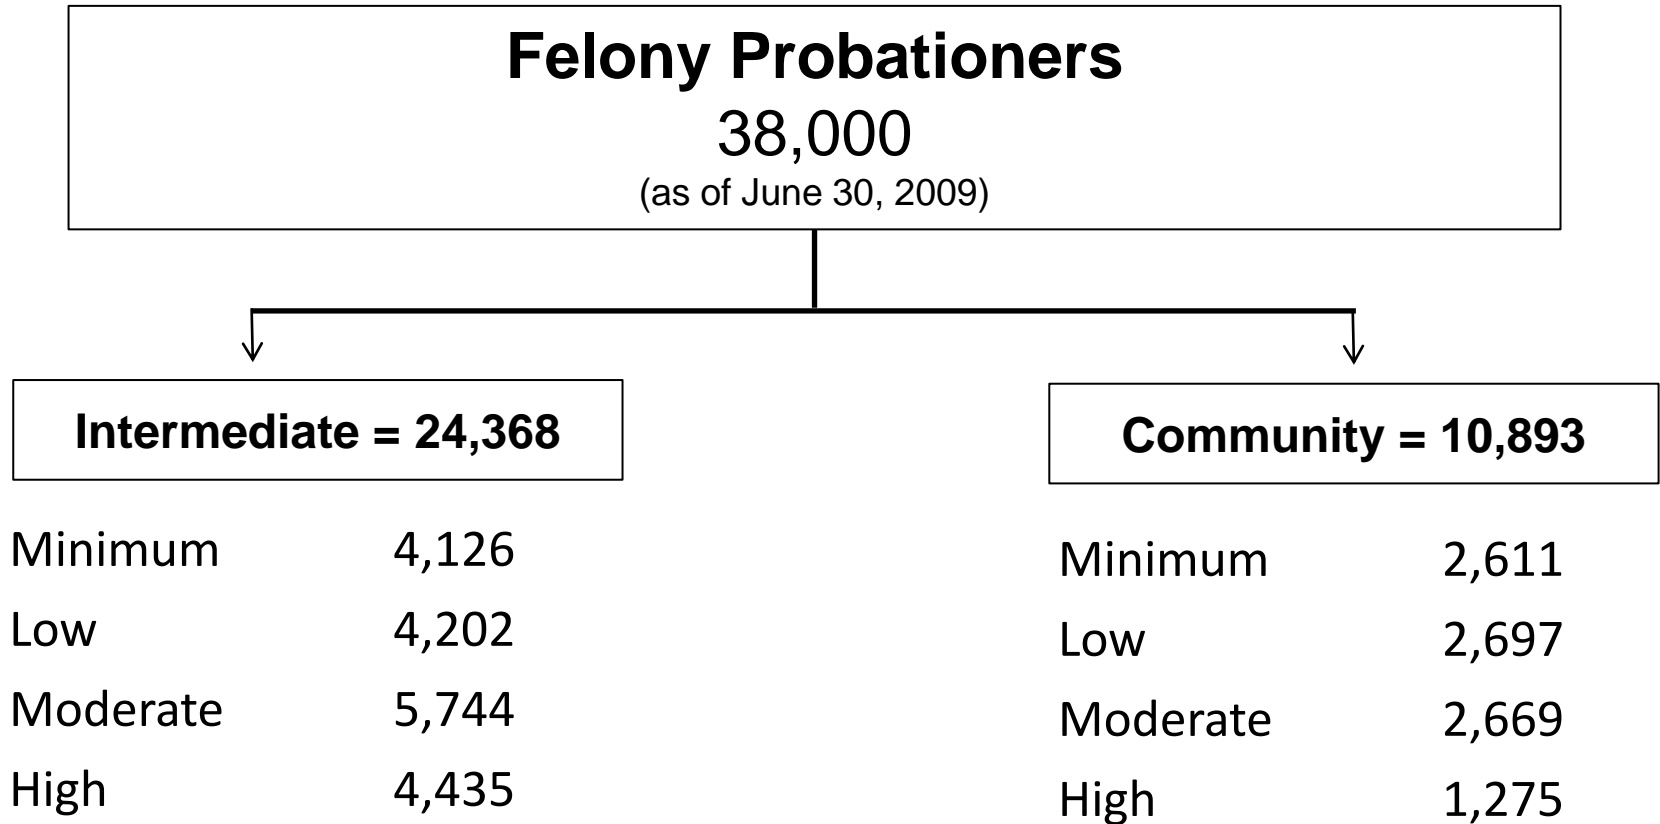 Felony Probationers
38,000
(as of June 30, 2009)
Intermediate = 24,368
Community = 10,893
Minimum 4,126
Low 4,202
Moderate 5,744
High 4,435
Minimum 2,611
Low 2,697
Moderate 2,669
High 1,275